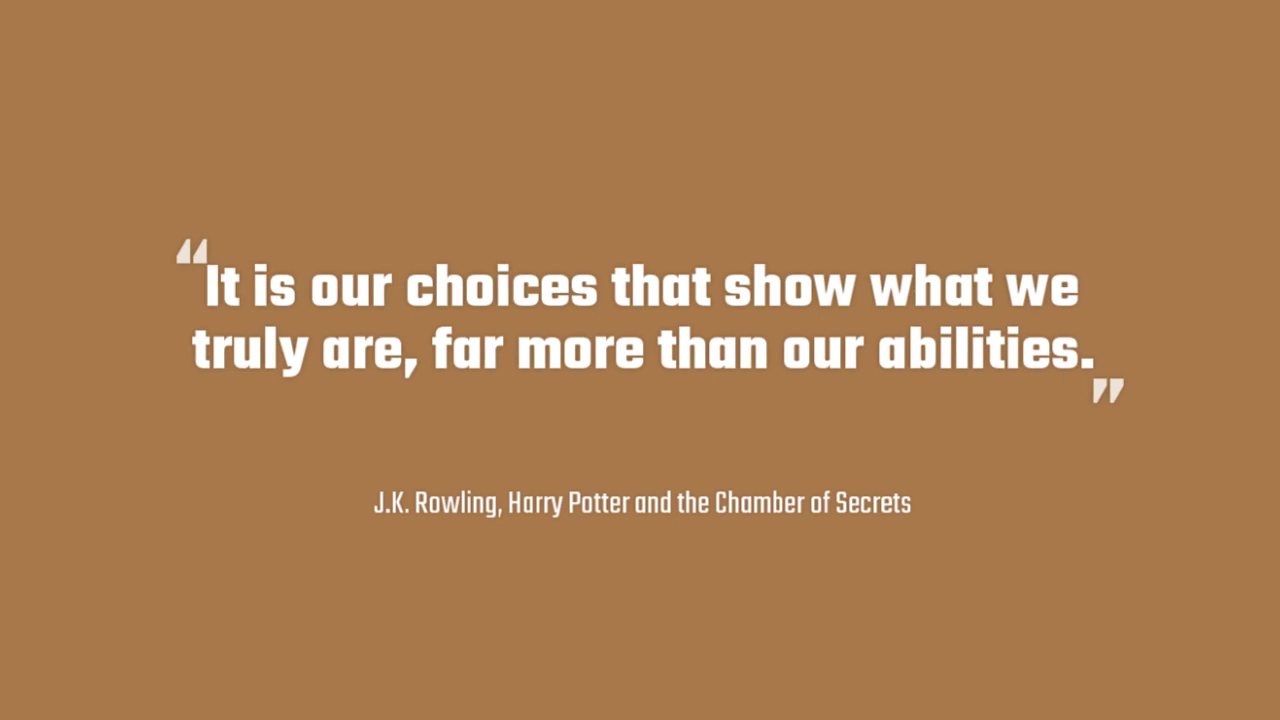 “It is our choices that show what we
truly are, far more than our abilities.”
J.K. Rowling, Harry Potter and the Chamber of Secrets